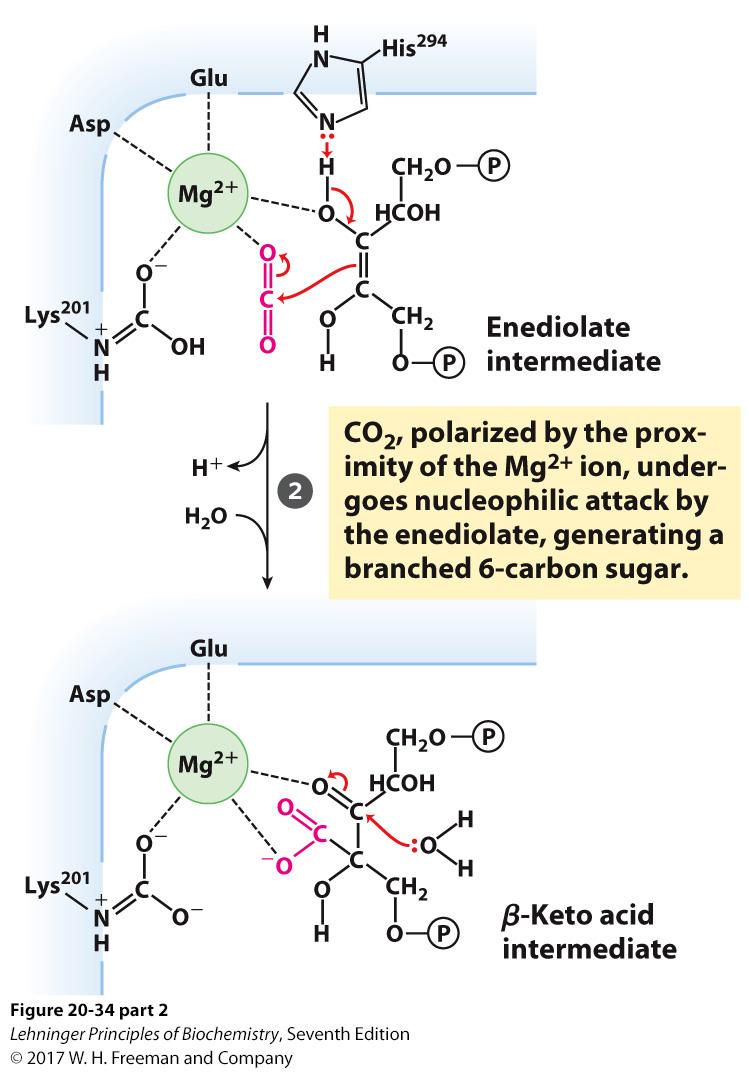 H
N
His294
Glu
N
Asp
H
CH2O—P
Mg2+
O
HCOH
C
O
O−
C
C
Lys201
+
C
O
CH2
Enediolate
N
OH
O
H
O—P
intermediate
H
CO2, polarized by the prox-
H+
imity of the Mg2+ ion, under-
2
goes nucleophilic attack by
H2O
the enediolate, generating a
branched 6-carbon sugar.
Glu
Asp
CH2O—P
Mg2+
O
HCOH
O
C
H
O−
C
:O
−O
C
H
Lys201
+
C
O
CH2
N
O−
β-Keto acid
H
H
O—P
intermediate
Figure 20-34 part 2
Lehninger Principles of Biochemistry, Seventh Edition
© 2017 W. H. Freeman and Company